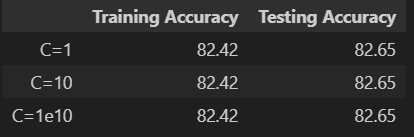 Training Accuracy Testing Accuracy
C=1 82.42 82.65
C=10 82.42 82.65
C=1e10 82.42 82.65